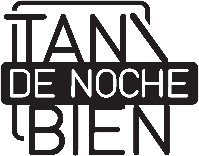 TAN
DE NOCHE
BIEN